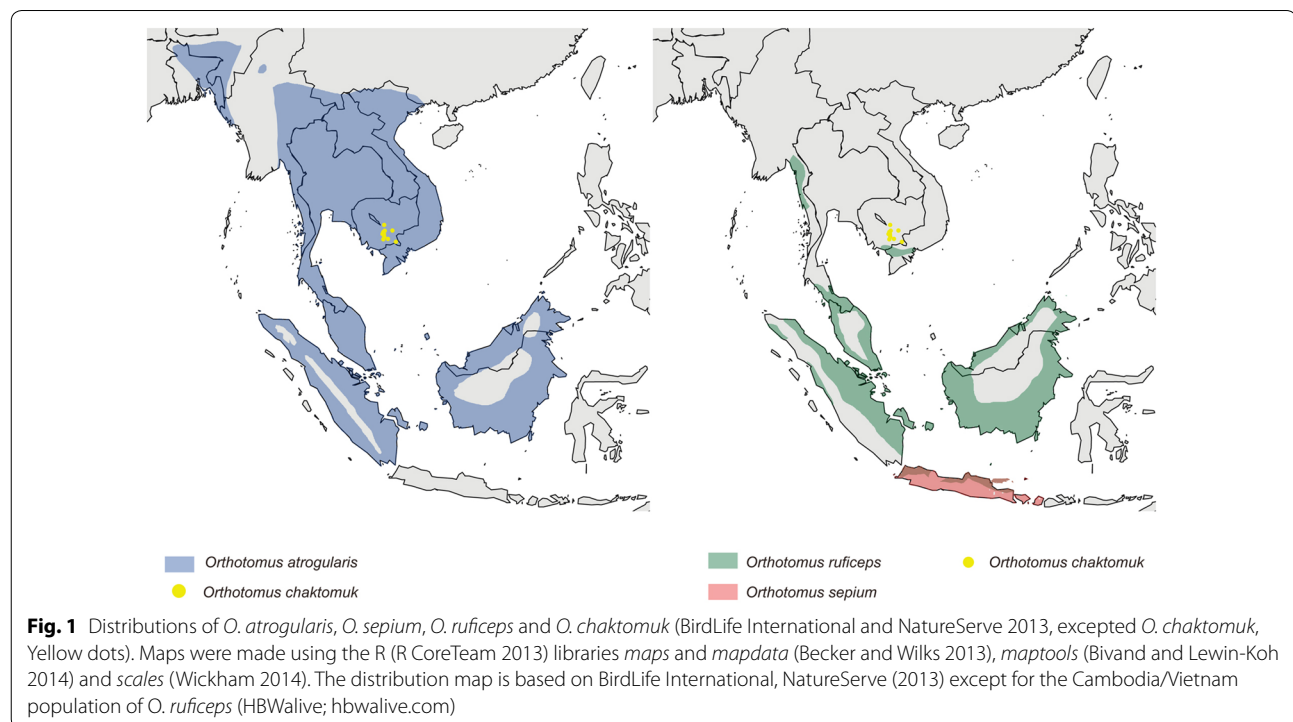 Orthotomus atrogularis
Orthotomus chaktomuk
Orthotomus ruficeps
Orthotomus chaktomuk
Orthotomus sepium
Fig. 1 Distributions of O. atrogularis, O. sepium, O. ruficeps and O. chaktomuk (BirdLife International and NatureServe 2013, excepted O. chaktomuk,
Yellow dots). Maps were made using the R (R CoreTeam 2013) libraries maps and mapdata (Becker and Wilks 2013), maptools (Bivand and Lewin-Koh
2014) and scales (Wickham 2014). The distribution map is based on BirdLife International, NatureServe (2013) except for the Cambodia/Vietnam
population of O. ruficeps (HBWalive; hbwalive.com)